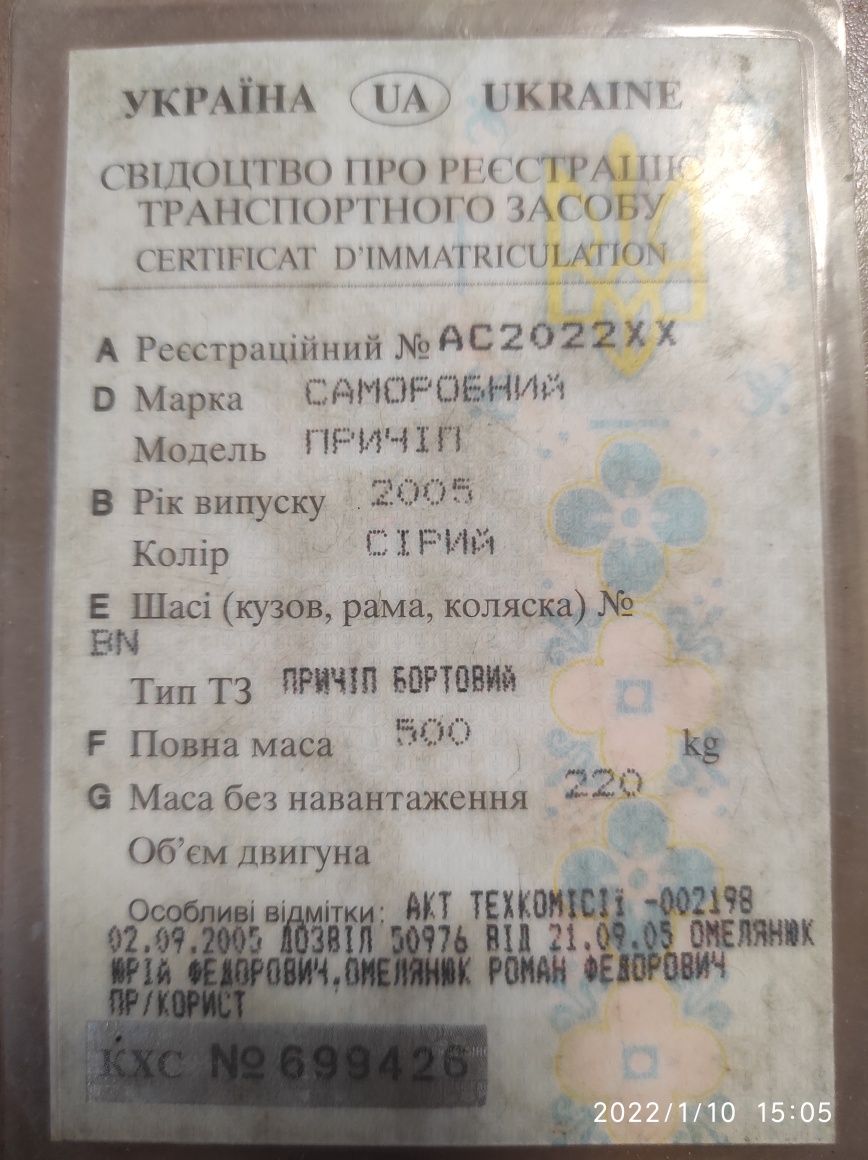 УКРАЇНА UA UKRAINE
СВІДОЦТВО ПРО РЕЄСТРАЦІЮ
ТРАНСПОРТНОГО ЗАСОБУ
CERTIFICAT D'IMMATRICULATION
A Реєстраційний № АС2022ХХ
D Марка САМОРОБНИЙ
Модель ПРИЧІП
B Рік випуску 2005
Колір СІРИЙ
E Шасі (кузов, рама, коляска) №
BN
Тип ТЗ ПРИЧІП БОРТОВИЙ
F Повна маса 500 kg
G Маса без навантаження 220
Об'єм двигуна
Особливі відмітки: АКТ ТЕХКОМІСІЇ -002198
02.09.2005 ДОЗВІЛ 50976 ВІД 21.09.05 ОМЕЛЯНЮК
ЮРІЙ ФЕДОРОВИЧ,ОМЕЛЯНЮК РОМАН ФЕДОРОВИЧ
ПР/КОРИСТ
КХС № 699426
2022/1/10 15:05